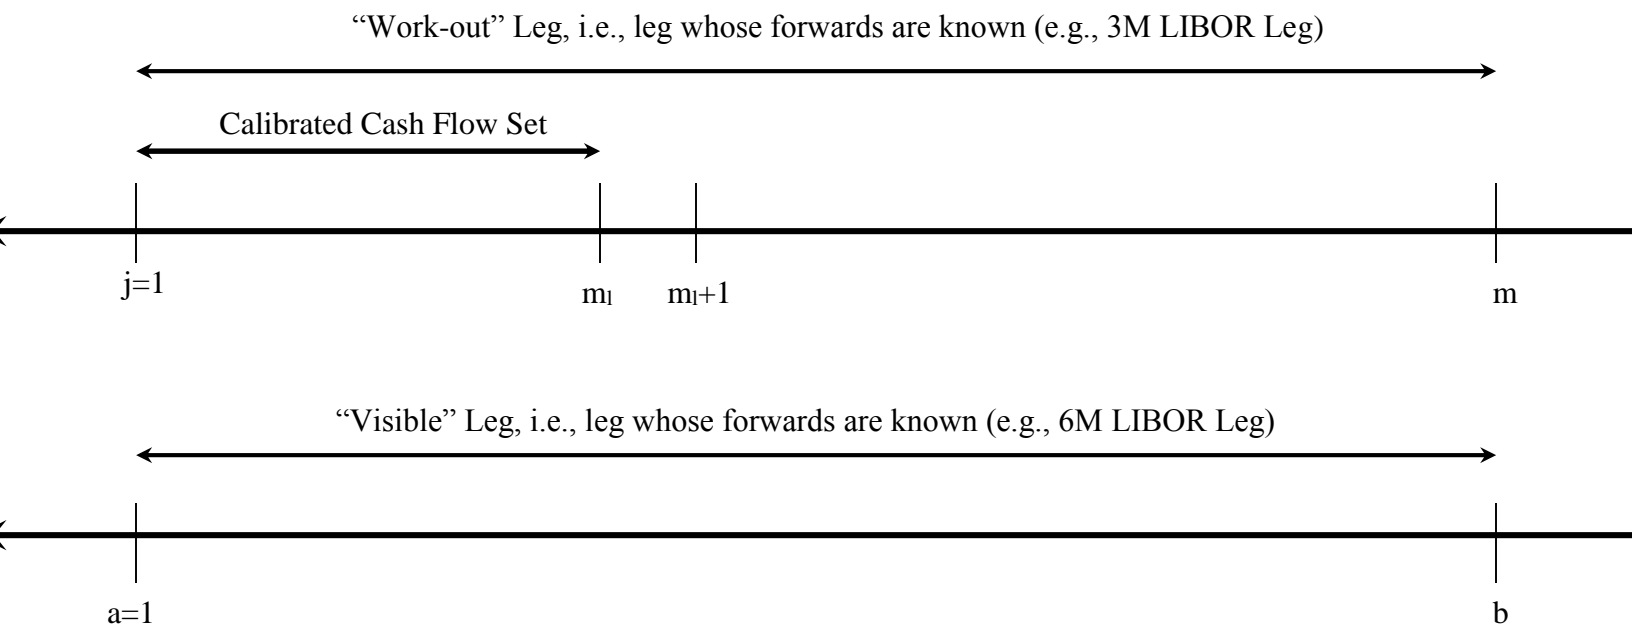 “Work-out” Leg, i.e., leg whose forwards are known (e.g., 3M LIBOR Leg)
Calibrated Cash Flow Set
j=1
mₗ
mₗ+1
m
“Visible” Leg, i.e., leg whose forwards are known (e.g., 6M LIBOR Leg)
a=1
b